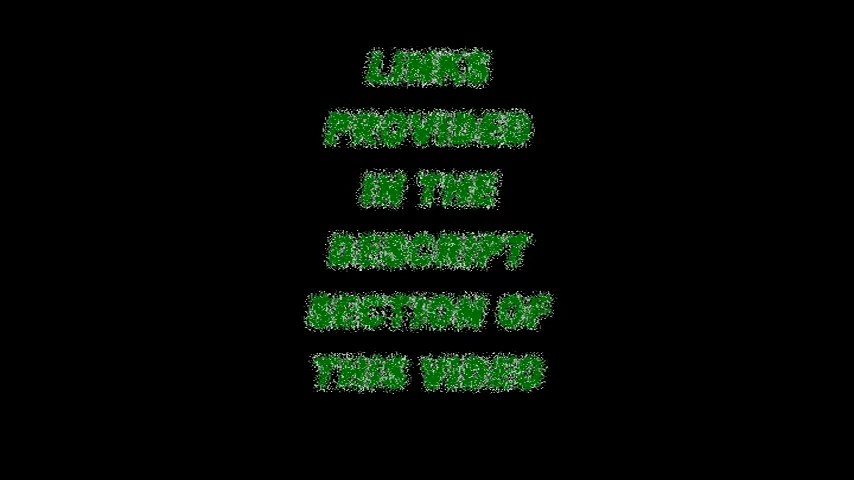 LINKS
PROVIDED
IN THE
DESCRIPT
SECTION OF
THIS VIDEO